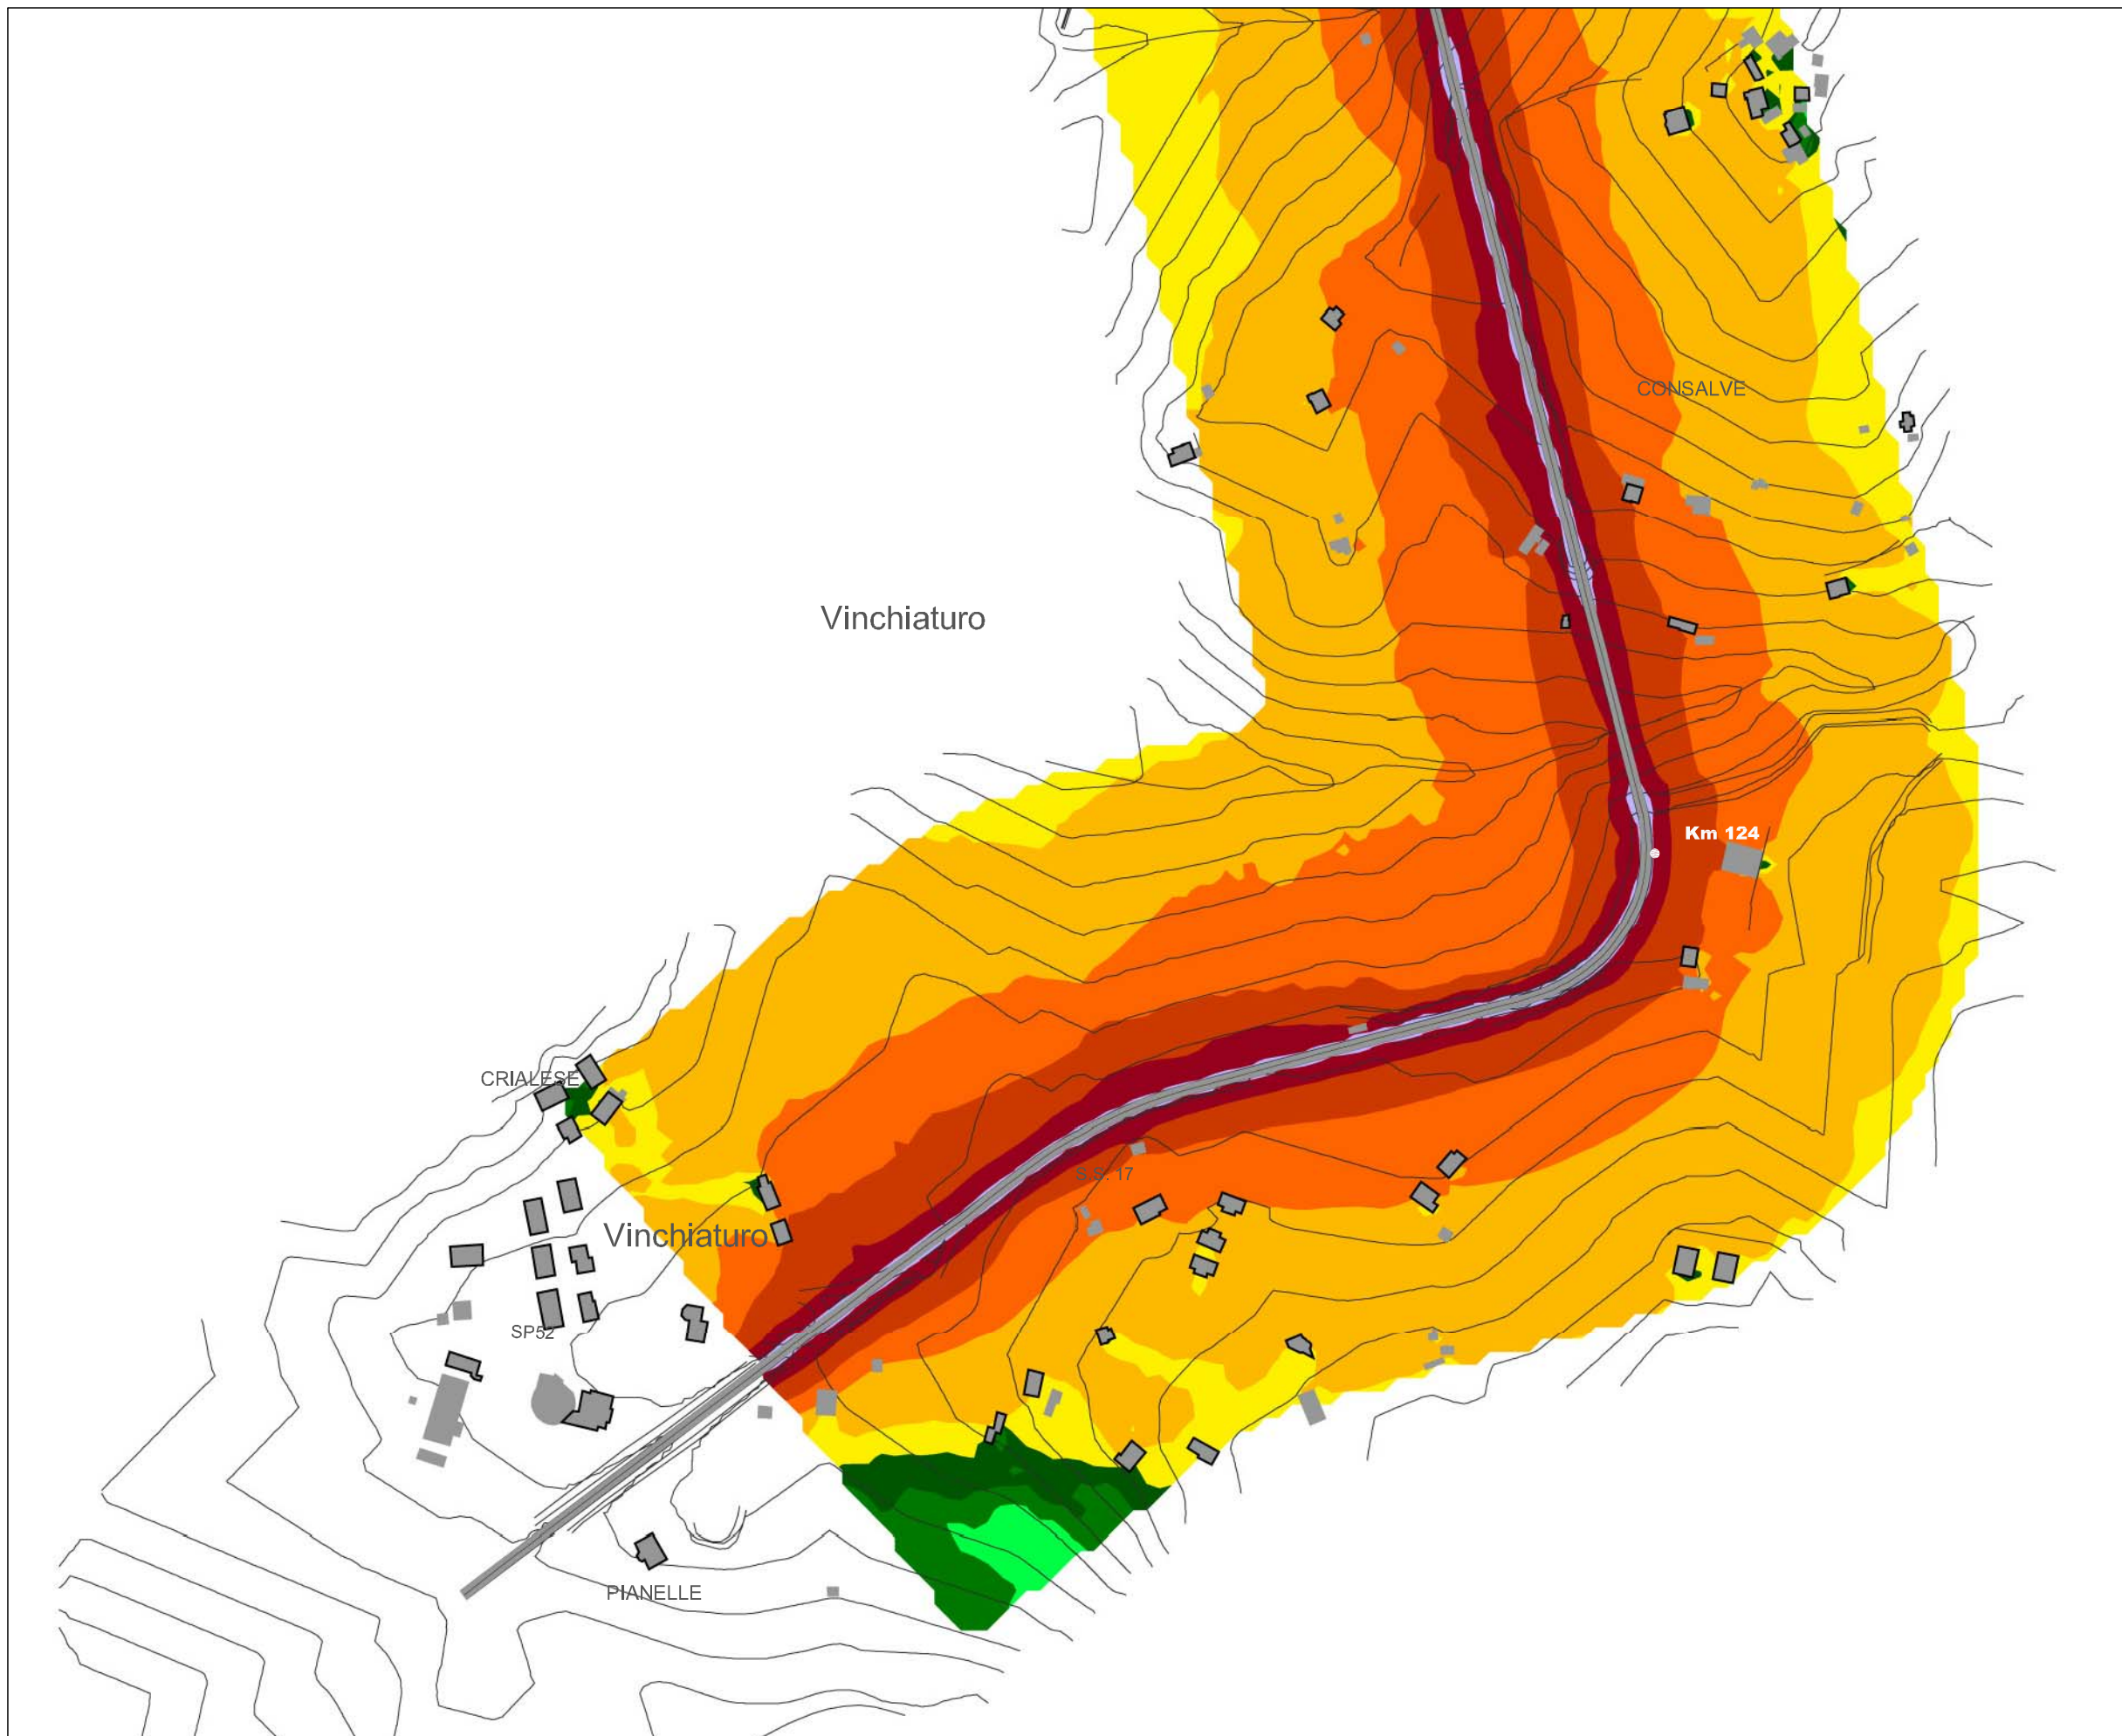 CONSALVE
Vinchiaturo
Km 124
CRIALESE
S.S. 17
Vinchiaturo
SP52
PIANELLE